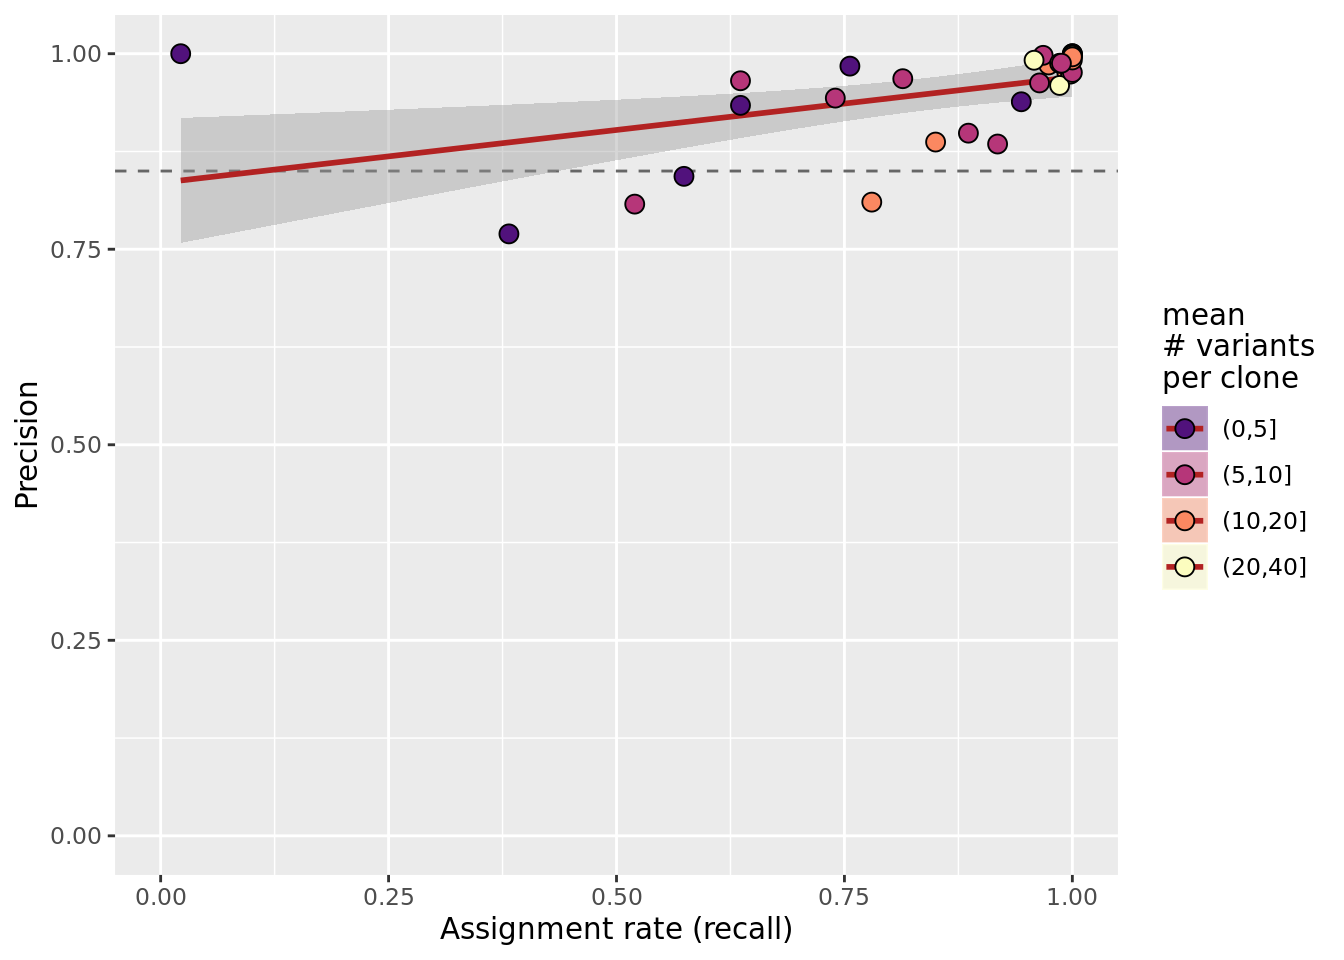 1.00
0.75
0.50
0.25
0.00
Precision
0.00 0.25 0.50 0.75 1.00
Assignment rate (recall)
mean
# variants
per clone
(0,5]
(5,10]
(10,20]
(20,40]